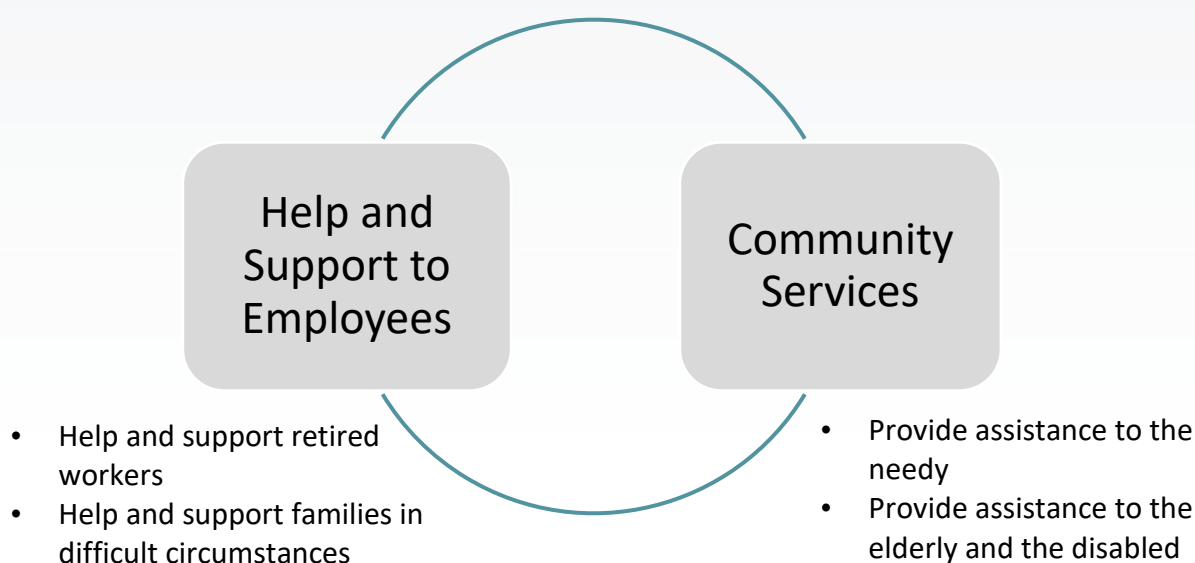 Help and
Support to
Employees
Community
Services
• Help and support retired
workers
• Help and support families in
difficult circumstances
• Provide assistance to the
needy
• Provide assistance to the
elderly and the disabled